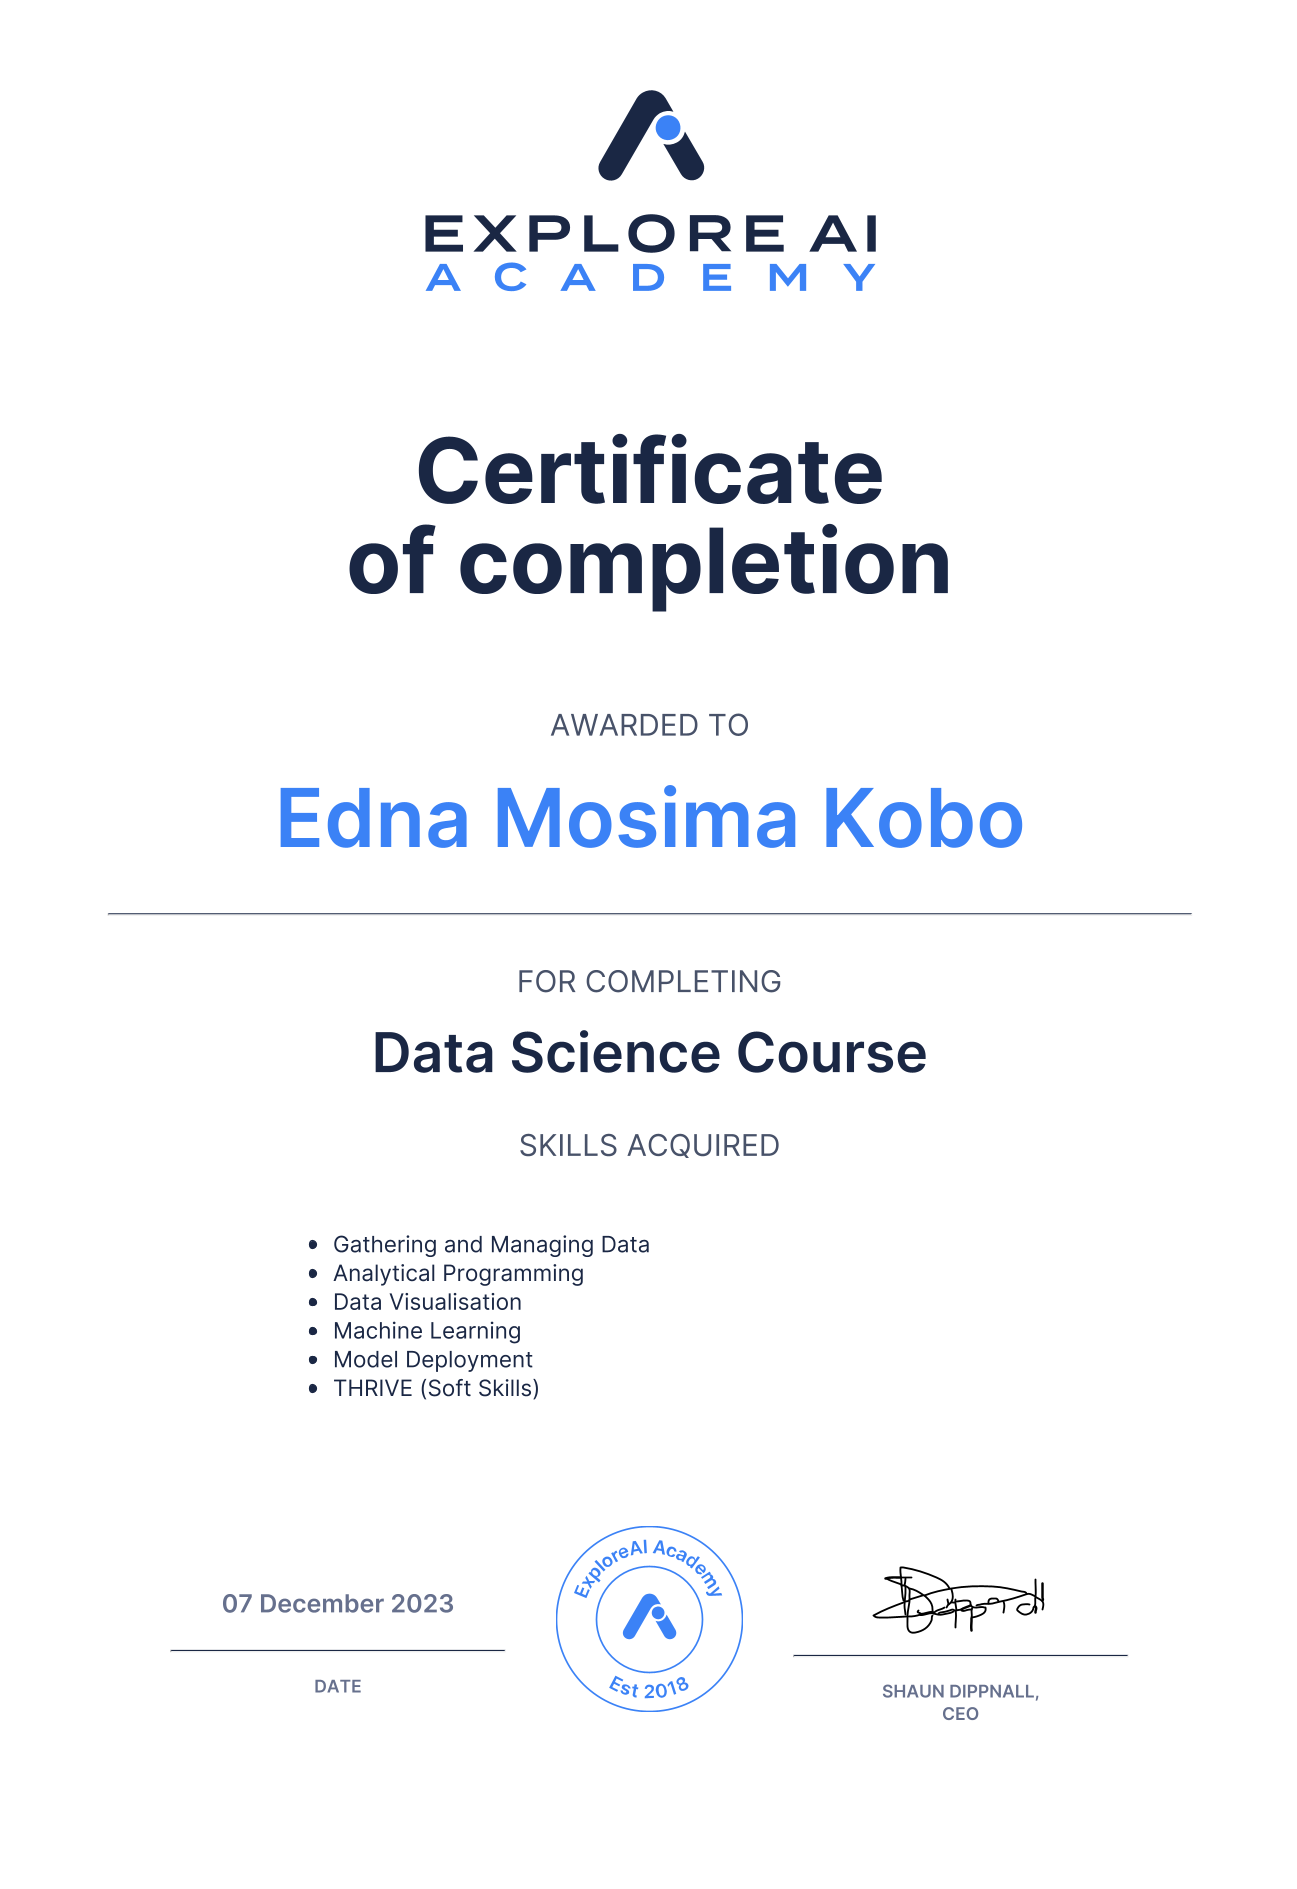 EXPLORE AI
ACADEMY
Certificate
of completion
AWARDED TO
Edna Mosima Kobo
FOR COMPLETING
Data Science Course
SKILLS ACQUIRED
• Gathering and Managing Data
• Analytical Programming
• Data Visualisation
• Machine Learning
• Model Deployment
• THRIVE (Soft Skills)
07 December 2023
DATE
ExploreAI Academy
Est 2018
SHAUN DIPPNALL,
CEO